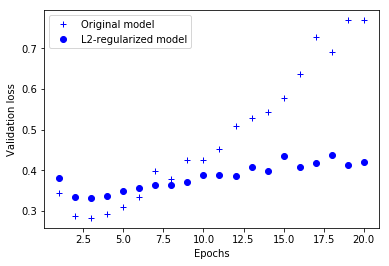 Original model
L2-regularized model
0.7
0.6
0.5
0.4
0.3
Validation loss
2.5 5.0 7.5 10.0 12.5 15.0 17.5 20.0
Epochs